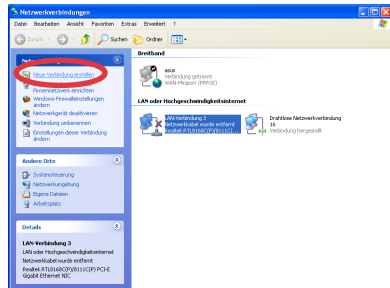 Netzwerkverbindungen
Datei Bearbeiten Ansicht Favoriten Extras Erweitert ?
Zurück Suchen Ordner
Neue Verbindung erstellen
Firmennetzwerk einrichten
Windows-Firewalleinstellungen
ändern
Netzwerkgerät deaktivieren
Verbindung umbenennen
Einstellungen dieser Verbindung
ändern
Andere Orte
Systemsteuerung
Netzwerkumgebung
Eigene Dateien
Arbeitsplatz
Details
LAN-Verbindung 3
LAN oder Hochgeschwindigkeitsinternet
Netzwerkkabel wurde entfernt
Realtek RTL8168C(P)/8111C(P) PCI-E
Gigabit Ethernet NIC
Breitband
asus
Verbindung getrennt
WAN-Miniport (PPPOE)
LAN oder Hochgeschwindigkeitsinternet
LAN-Verbindung 3
Netzwerkkabel wurde entfernt
Realtek RTL8168C(P)/8111C(...
Drahtlose Netzwerkverbindung
16
Verbindung hergestellt